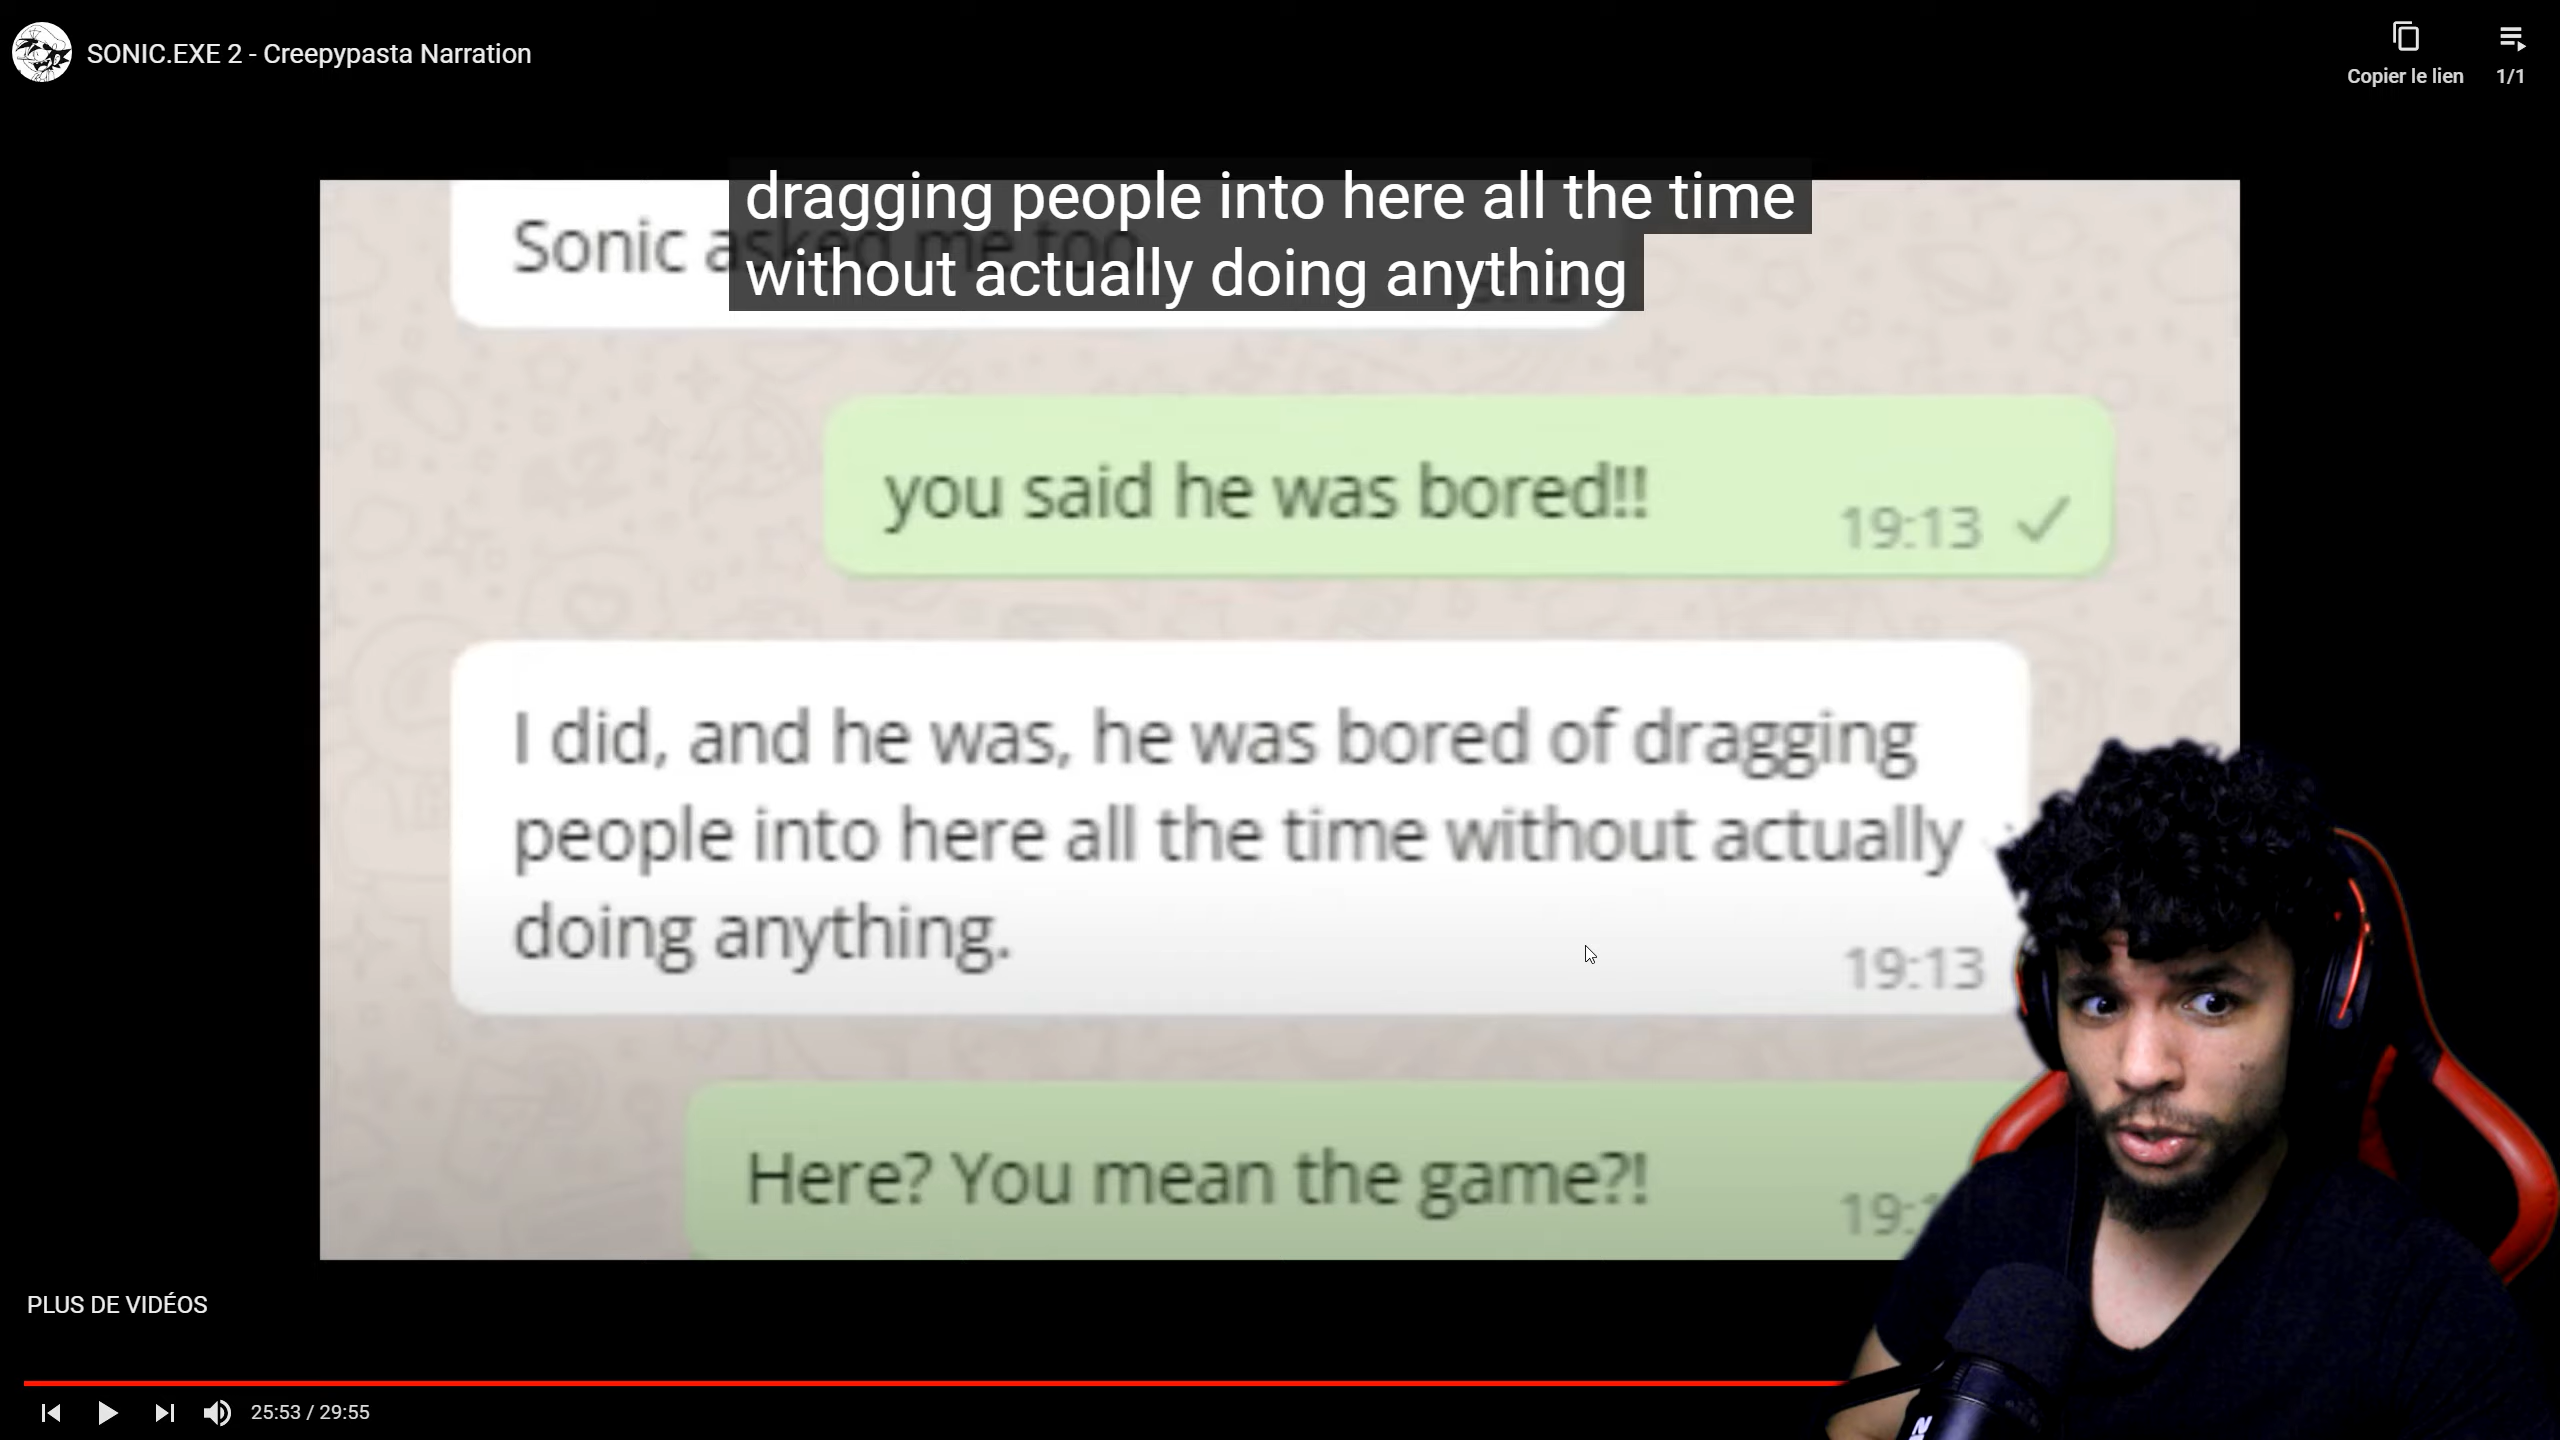 SONIC.EXE 2 - Creepypasta Narration
Copier le lien
1/1
dragging people into here all the time
without actually doing anything
Sonic asked me too
you said he was bored!!
19:13
I did, and he was, he was bored of dragging
people into here all the time without actually
doing anything.
19:13
Here? You mean the game?!
PLUS DE VIDÉOS
25:53 / 29:55